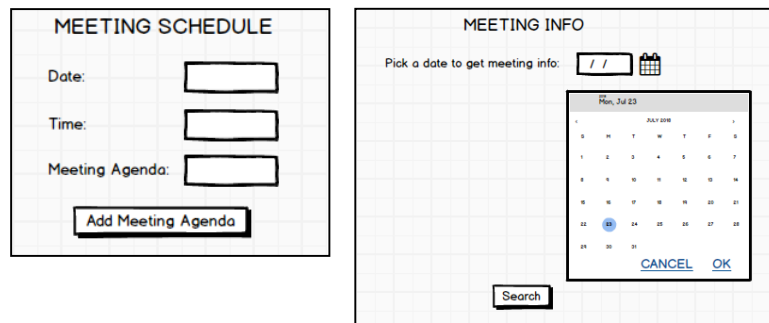 MEETING SCHEDULE
Date:
Time:
Meeting Agenda:
Add Meeting Agenda
MEETING INFO
Pick a date to get meeting info:
/ /
Mon, Jul 23
‹ JULY 2018 ›
S M T W T F S
1 2 3 4 5 6 7
8 9 10 11 12 13 14
15 16 17 18 19 20 21
22 23 24 25 26 27 28
29 30 31
CANCEL OK
Search